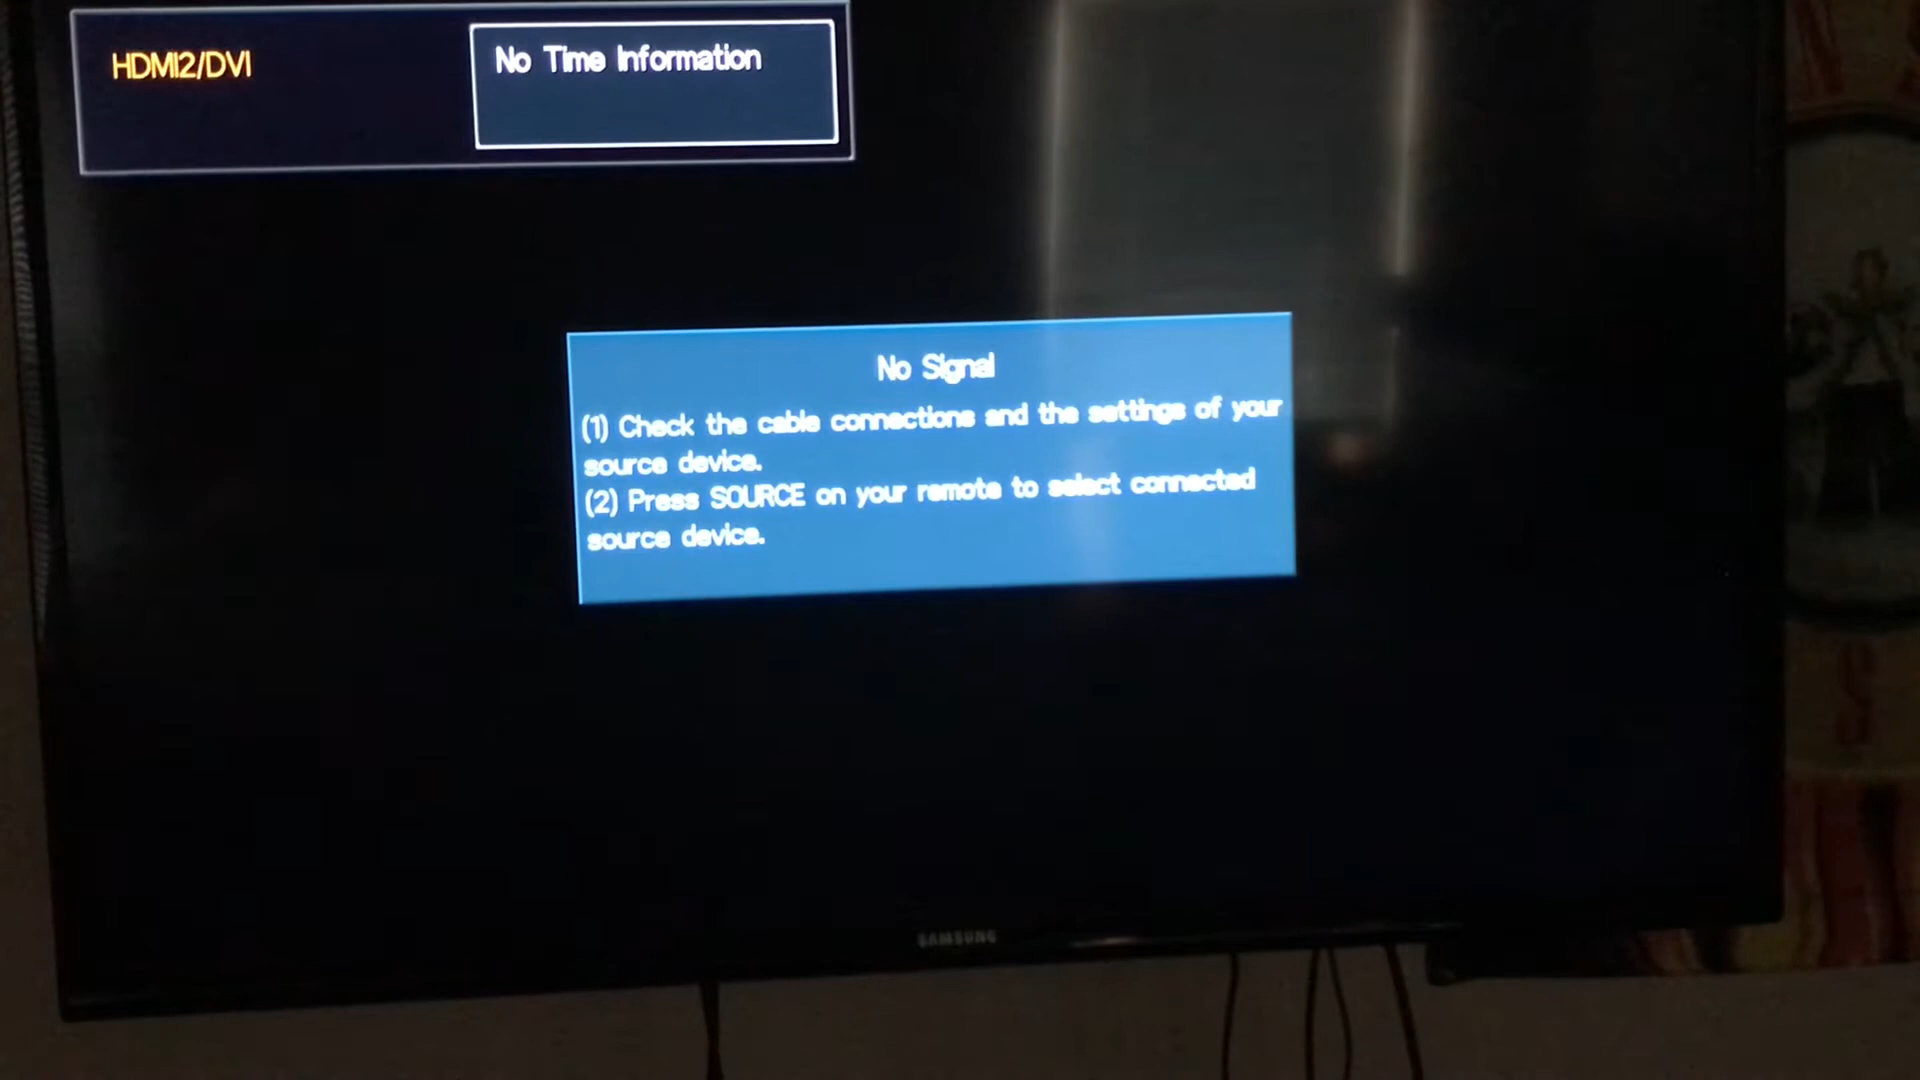 HDMI2/DVI
No Time Information
No Signal
(1) Check the cable connections and the settings of your
source device.
(2) Press SOURCE on your remote to select connected
source device.
SAMSUNG